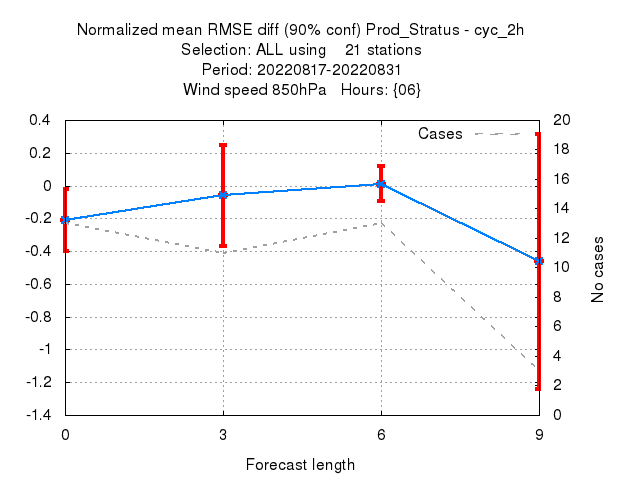 Normalized mean RMSE diff (90% conf) Prod_Stratus - cyc_2h
Selection: ALL using    21 stations
Period: 20220817-20220831
Wind speed 850hPa   Hours: {06}
Cases
0.4
0.2
0
-0.2
-0.4
-0.6
-0.8
-1
-1.2
-1.4
20
18
16
14
12
10
8
6
4
2
0
No cases
0 3 6 9
Forecast length